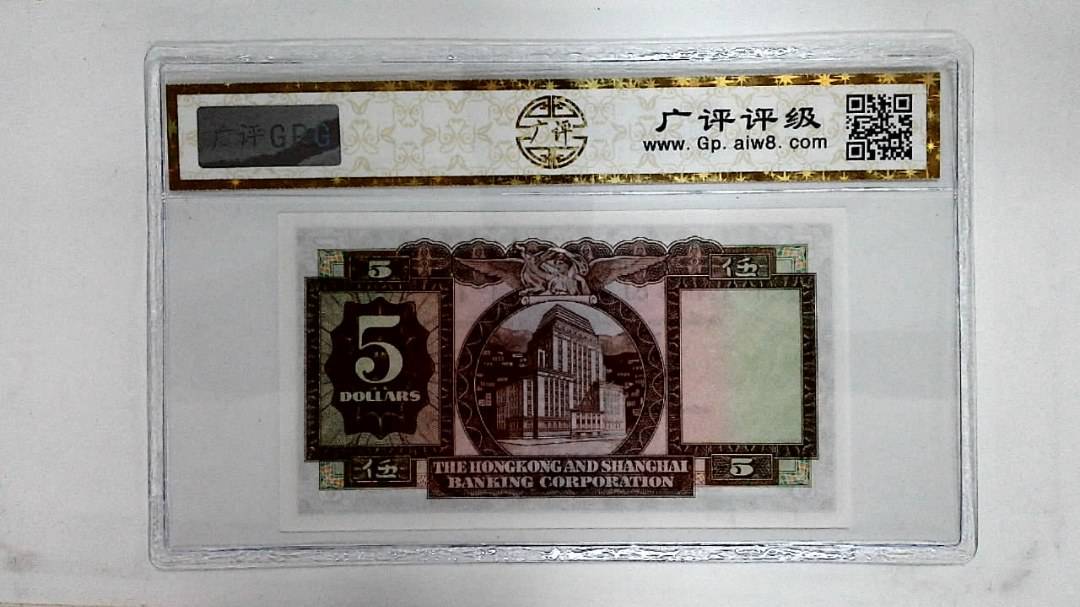 广评GPG
广评
广评评级
www. Gp. aiw8. com
5
伍
5
DOLLARS
伍
THE HONGKONG AND SHANGHAI
BANKING CORPORATION
5